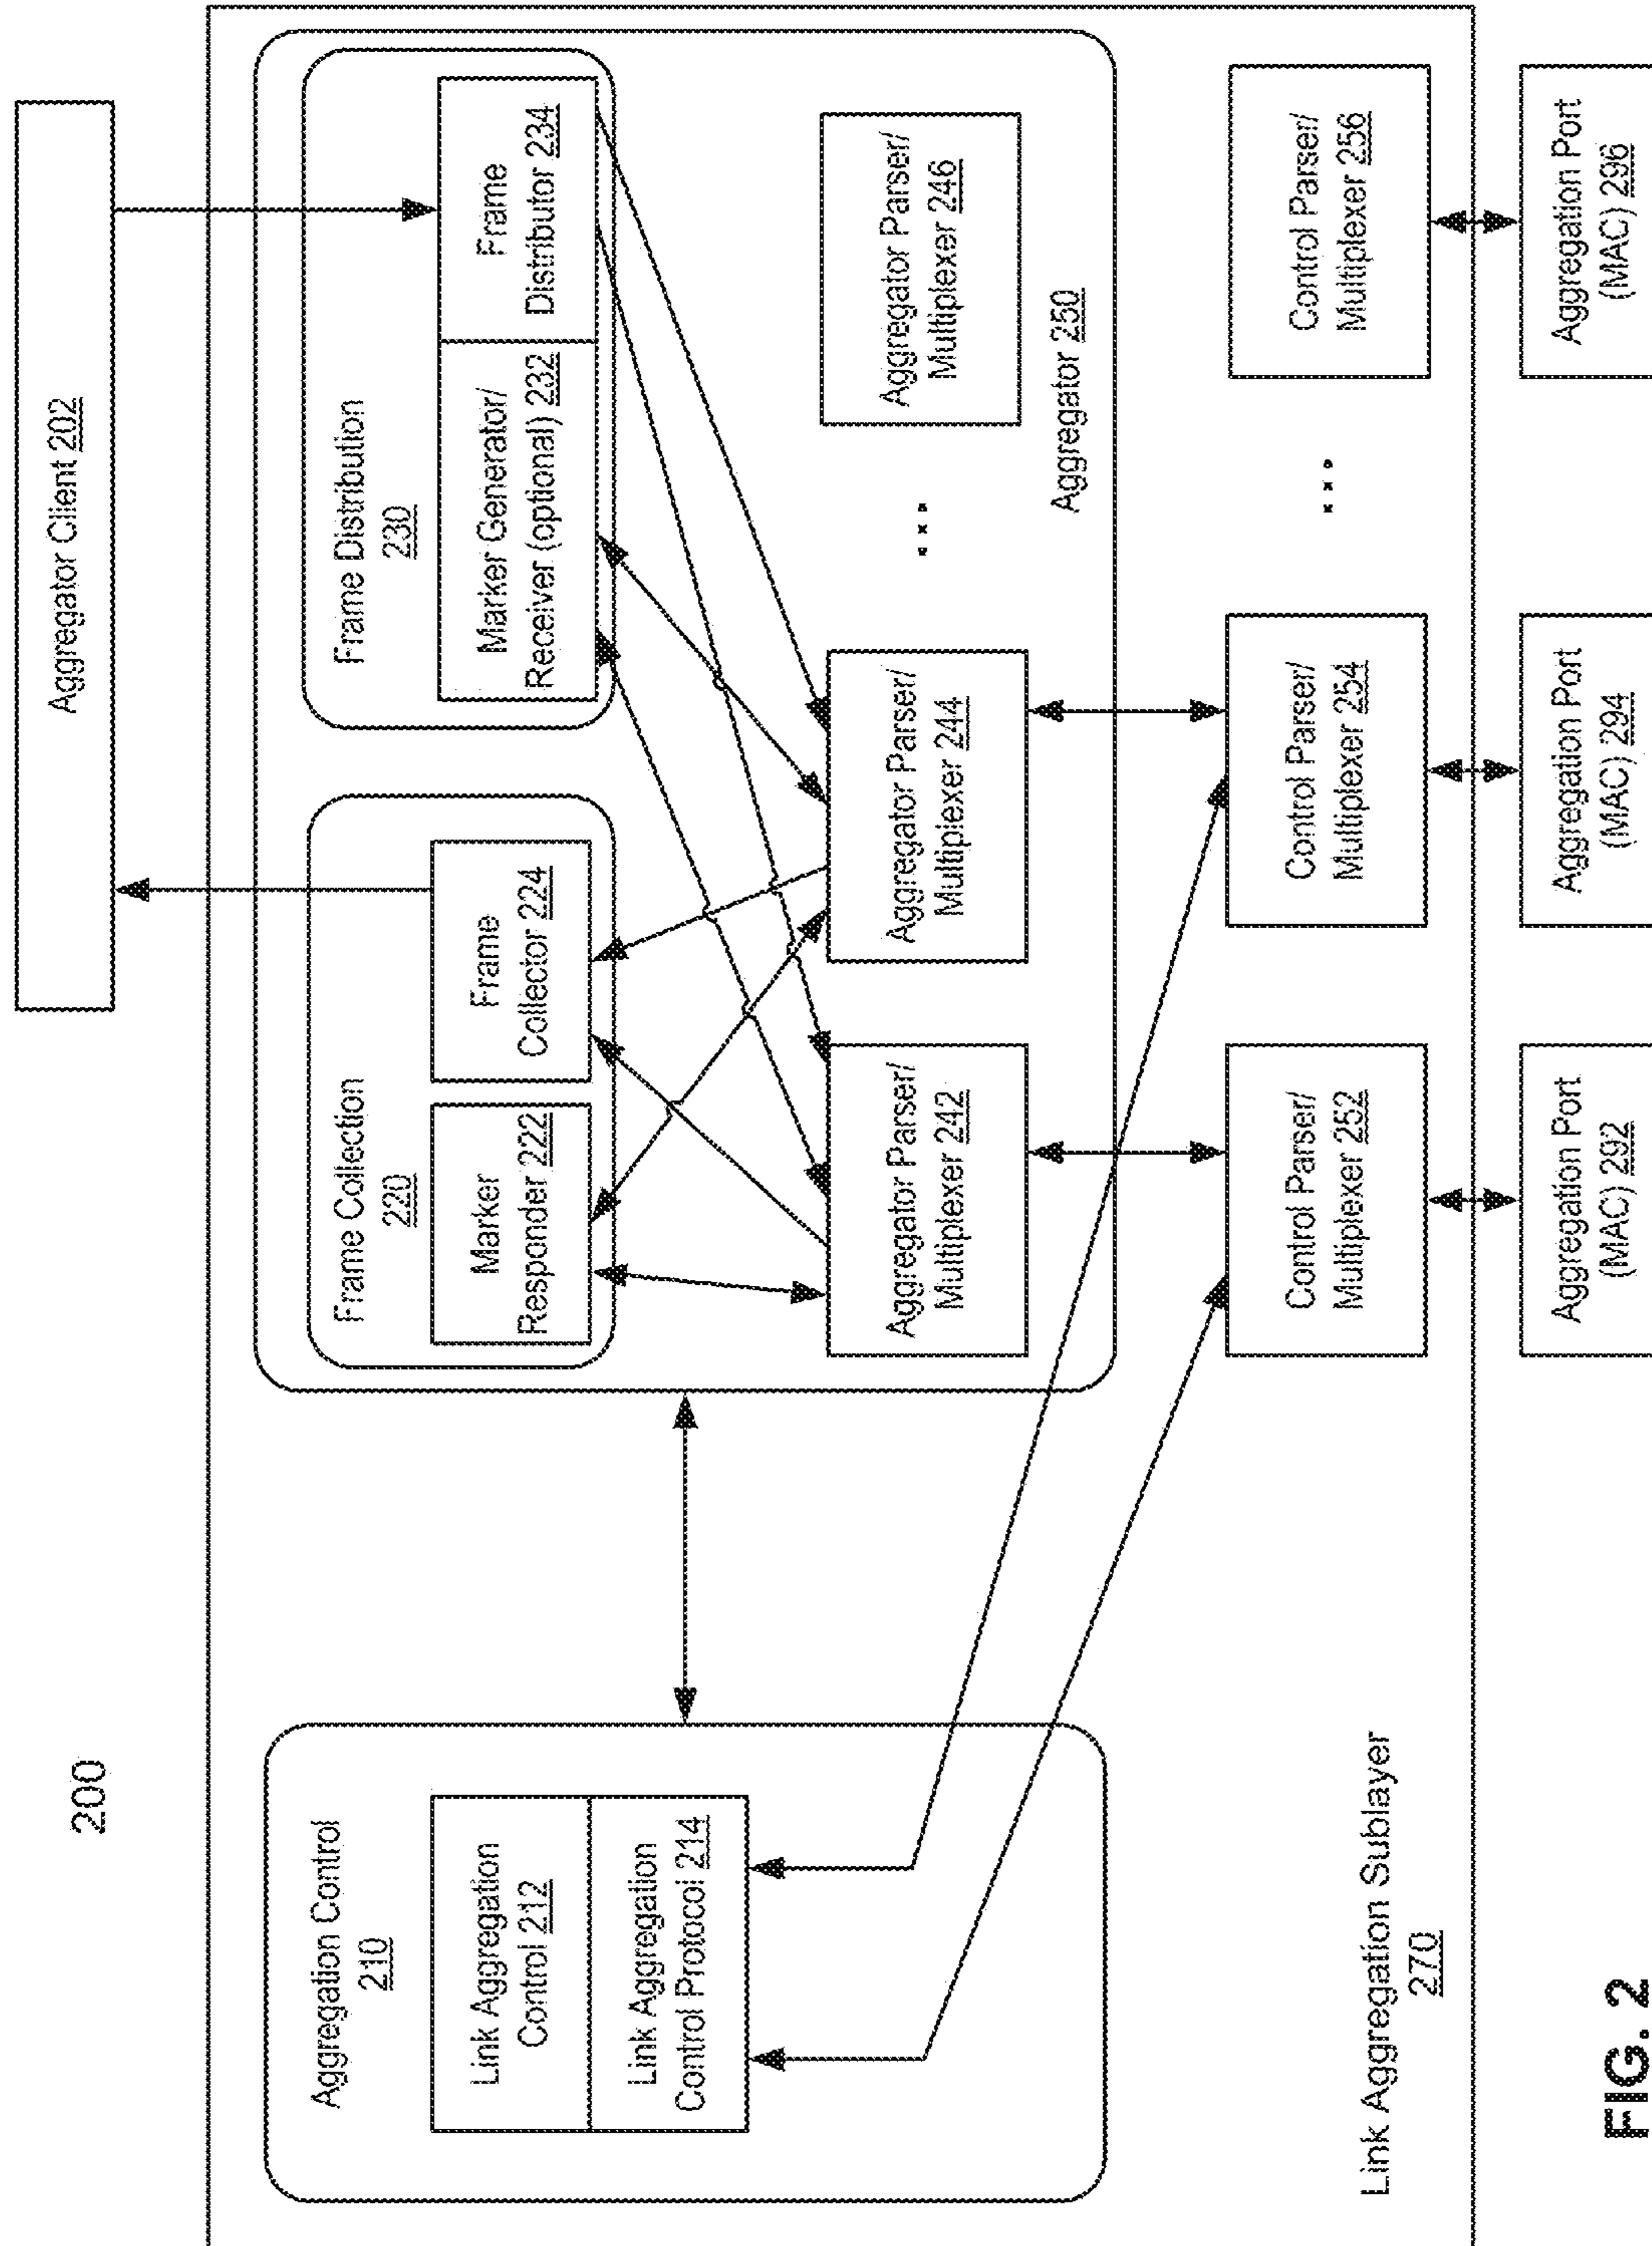 200
Aggregator Client 202
Aggregation Control
210
Link Aggregation
Control 212
Link Aggregation
Control Protocol 214
Frame Collection
220
Marker
Responder 222
Frame
Collector 224
Frame Distribution
230
Marker Generator/
Receiver (optional) 232
Frame
Distributor 234
Aggregator Parser/
Multiplexer 242
Aggregator Parser/
Multiplexer 244
...
Aggregator Parser/
Multiplexer 246
Aggregator 250
Link Aggregation Sublayer
270
Control Parser/
Multiplexer 252
Control Parser/
Multiplexer 254
...
Control Parser/
Multiplexer 256
Aggregation Port
(MAC) 292
Aggregation Port
(MAC) 294
Aggregation Port
(MAC) 296
FIG. 2